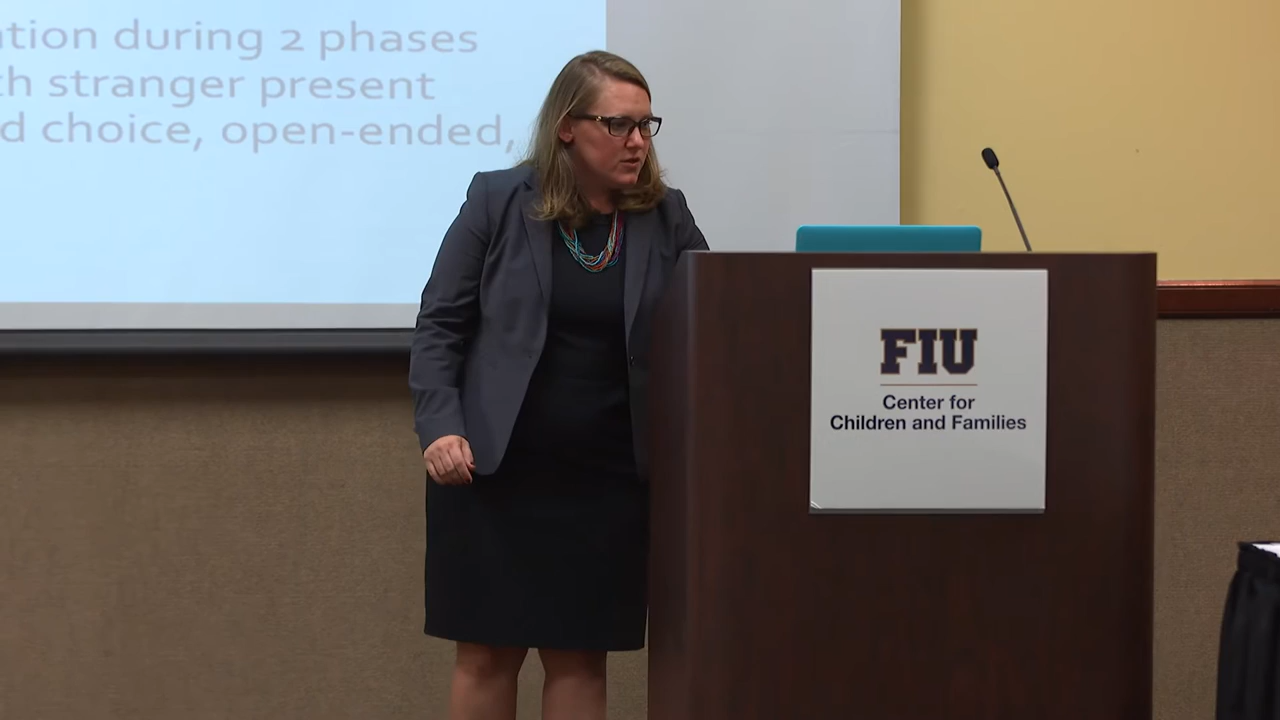 ation during 2 phases
th stranger present
d choice, open-ended,
FIU
Center for
Children and Families